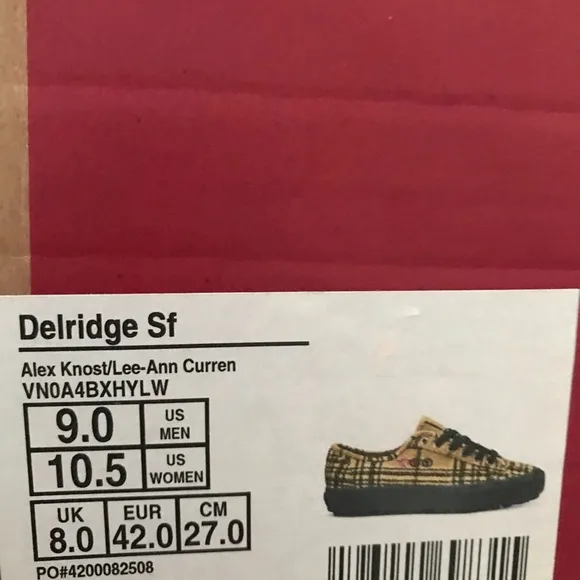 Delridge Sf
Alex Knost/Lee-Ann Curren
VN0A4BXHYLW
9.0 US MEN
10.5 US WOMEN
UK EUR CM
8.0 42.0 27.0
PO#4200082508